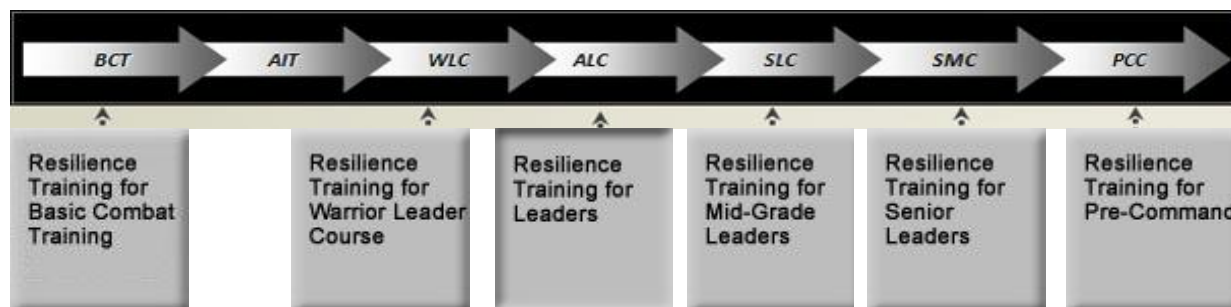 BCT AIT WLC ALC SLC SMC PCC
Resilience
Training for
Basic Combat
Training
Resilience
Training for
Warrior Leader
Course
Resilience
Training for
Leaders
Resilience
Training for
Mid-Grade
Leaders
Resilience
Training for
Senior
Leaders
Resilience
Training for
Pre-Command